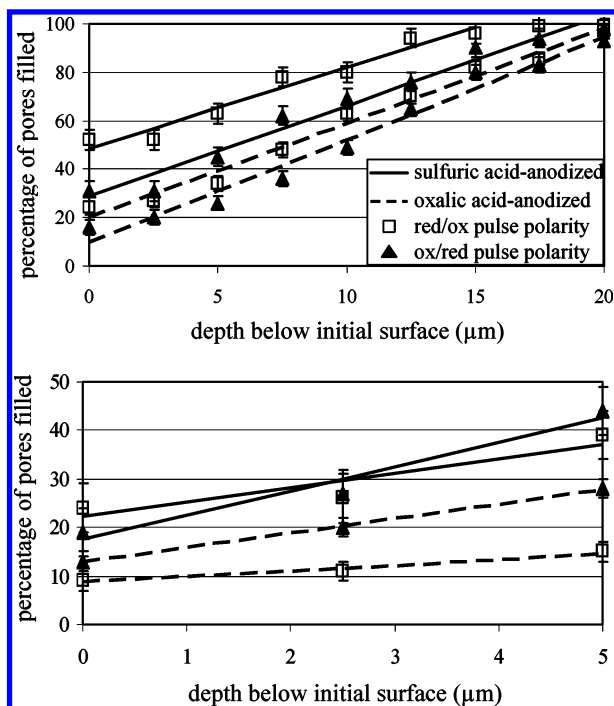 percentage of pores filled
100
80
60
40
20
0
sulfuric acid-anodized
oxalic acid-anodized
red/ox pulse polarity
ox/red pulse polarity
0 5 10 15 20
depth below initial surface (µm)
percentage of pores filled
50
40
30
20
10
0
0 1 2 3 4 5
depth below initial surface (µm)